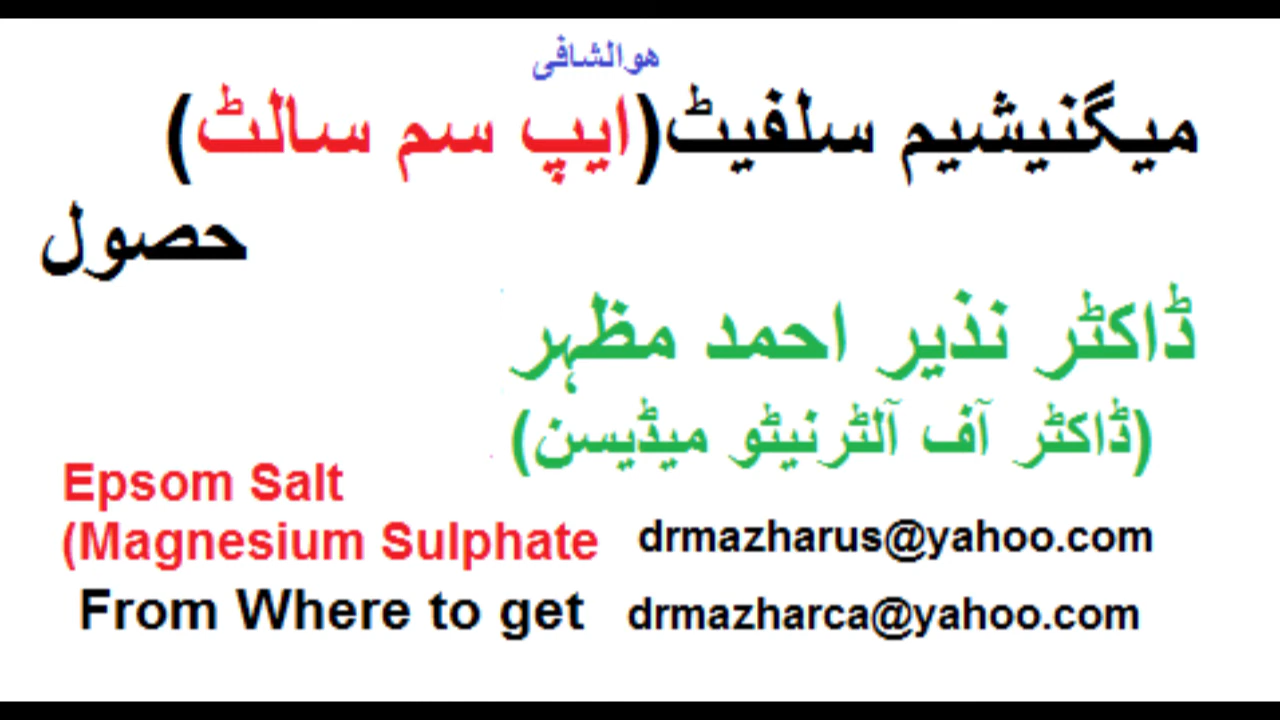 ھوالشافی
میگنیشیم سلفیٹ(ایپ سم سالٹ)
حصول
ڈاکٹر نذیر احمد مظہر
(ڈاکٹر آف آلٹرنیٹو میڈیسن)
Epsom Salt
(Magnesium Sulphate
drmazharus@yahoo.com
From Where to get
drmazharca@yahoo.com